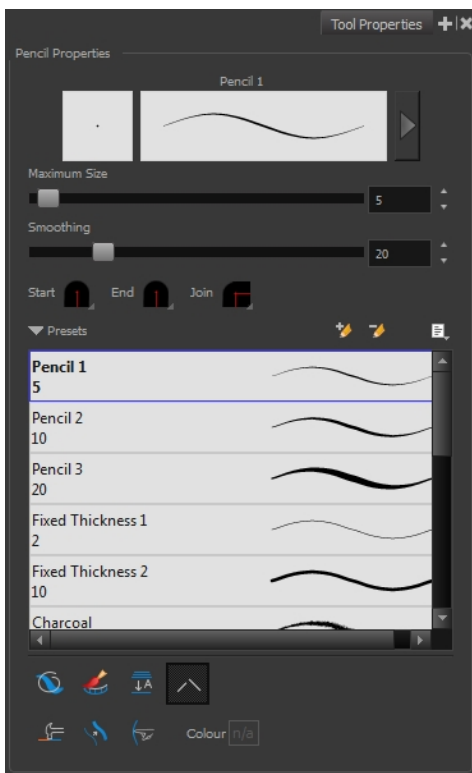 Tool Properties
Pencil Properties
Pencil 1
Maximum Size
5
Smoothing
20
Start End Join
Presets
Pencil 1
5
Pencil 2
10
Pencil 3
20
Fixed Thickness 1
2
Fixed Thickness 2
10
Charcoal
A
Colour n/a